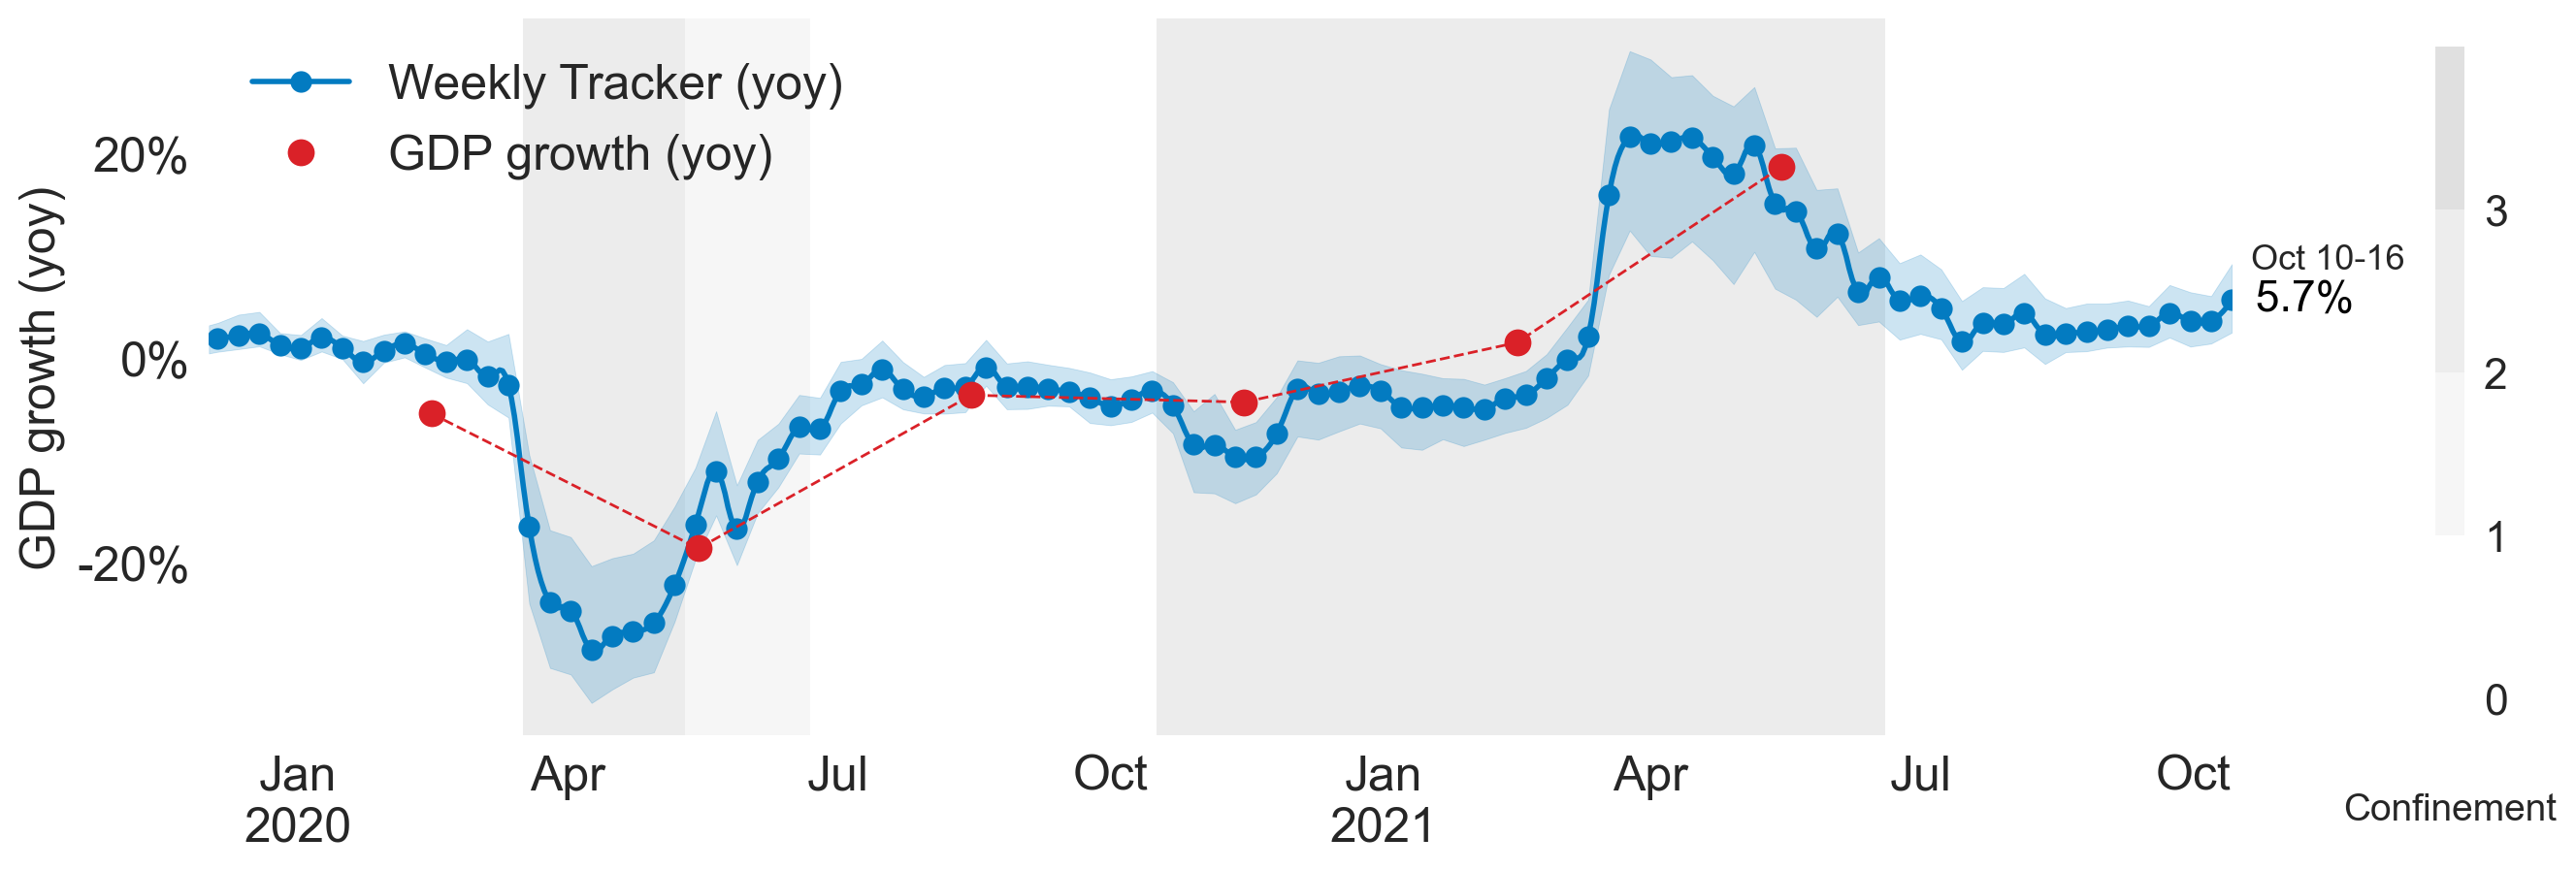 Weekly Tracker (yoy)
GDP growth (yoy)
GDP growth (yoy)
20%
0%
-20%
Jan
2020
Apr
Jul
Oct
Jan
2021
Apr
Jul
Oct
Oct 10-16
5.7%
3
2
1
0
Confinement